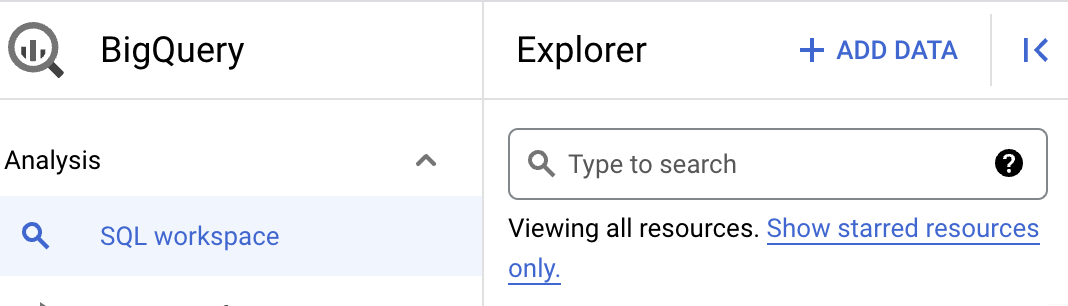 BigQuery
Explorer
ADD DATA
Analysis
Type to search
?
SQL workspace
Viewing all resources. Show starred resources
only.